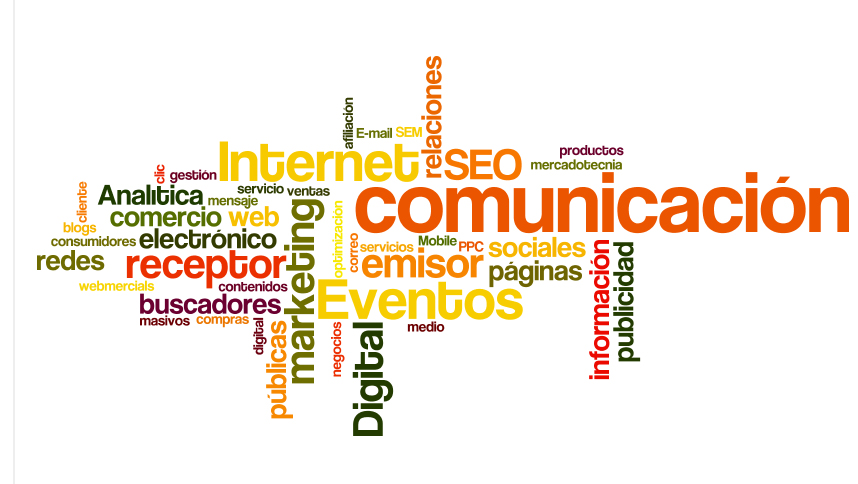 relaciones
afiliación
E-mail
SEM
Internet
SEO
productos
mercadotecnia
clic
gestión
cliente
Analítica
servicio
ventas
mensaje
comunicación
comercio
web
blogs
consumidores
electrónico
marketing
optimización
correo
servicios
Mobile
PPC
sociales
redes
receptor
emisor
páginas
información
publicidad
webmercials
contenidos
Eventos
buscadores
masivos
compras
digital
públicas
negocios
Digital
medio